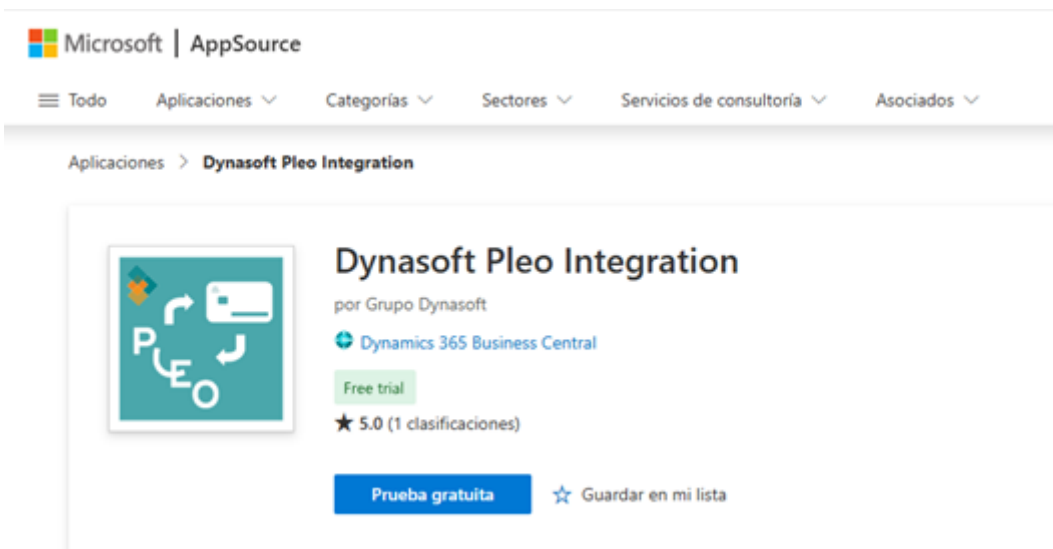 Microsoft | AppSource
Todo Aplicaciones Categorías Sectores Servicios de consultoría Asociados
Aplicaciones > Dynasoft Pleo Integration
PLEO
Dynasoft Pleo Integration
por Grupo Dynasoft
Dynamics 365 Business Central
Free trial
5.0 (1 clasificaciones)
Prueba gratuita Guardar en mi lista